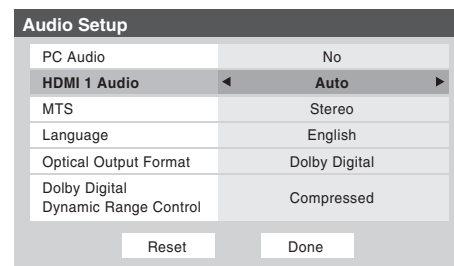 Audio Setup
PC Audio No
HDMI 1 Audio ◀ Auto ▶
MTS Stereo
Language English
Optical Output Format Dolby Digital
Dolby Digital
Dynamic Range Control Compressed
Reset Done